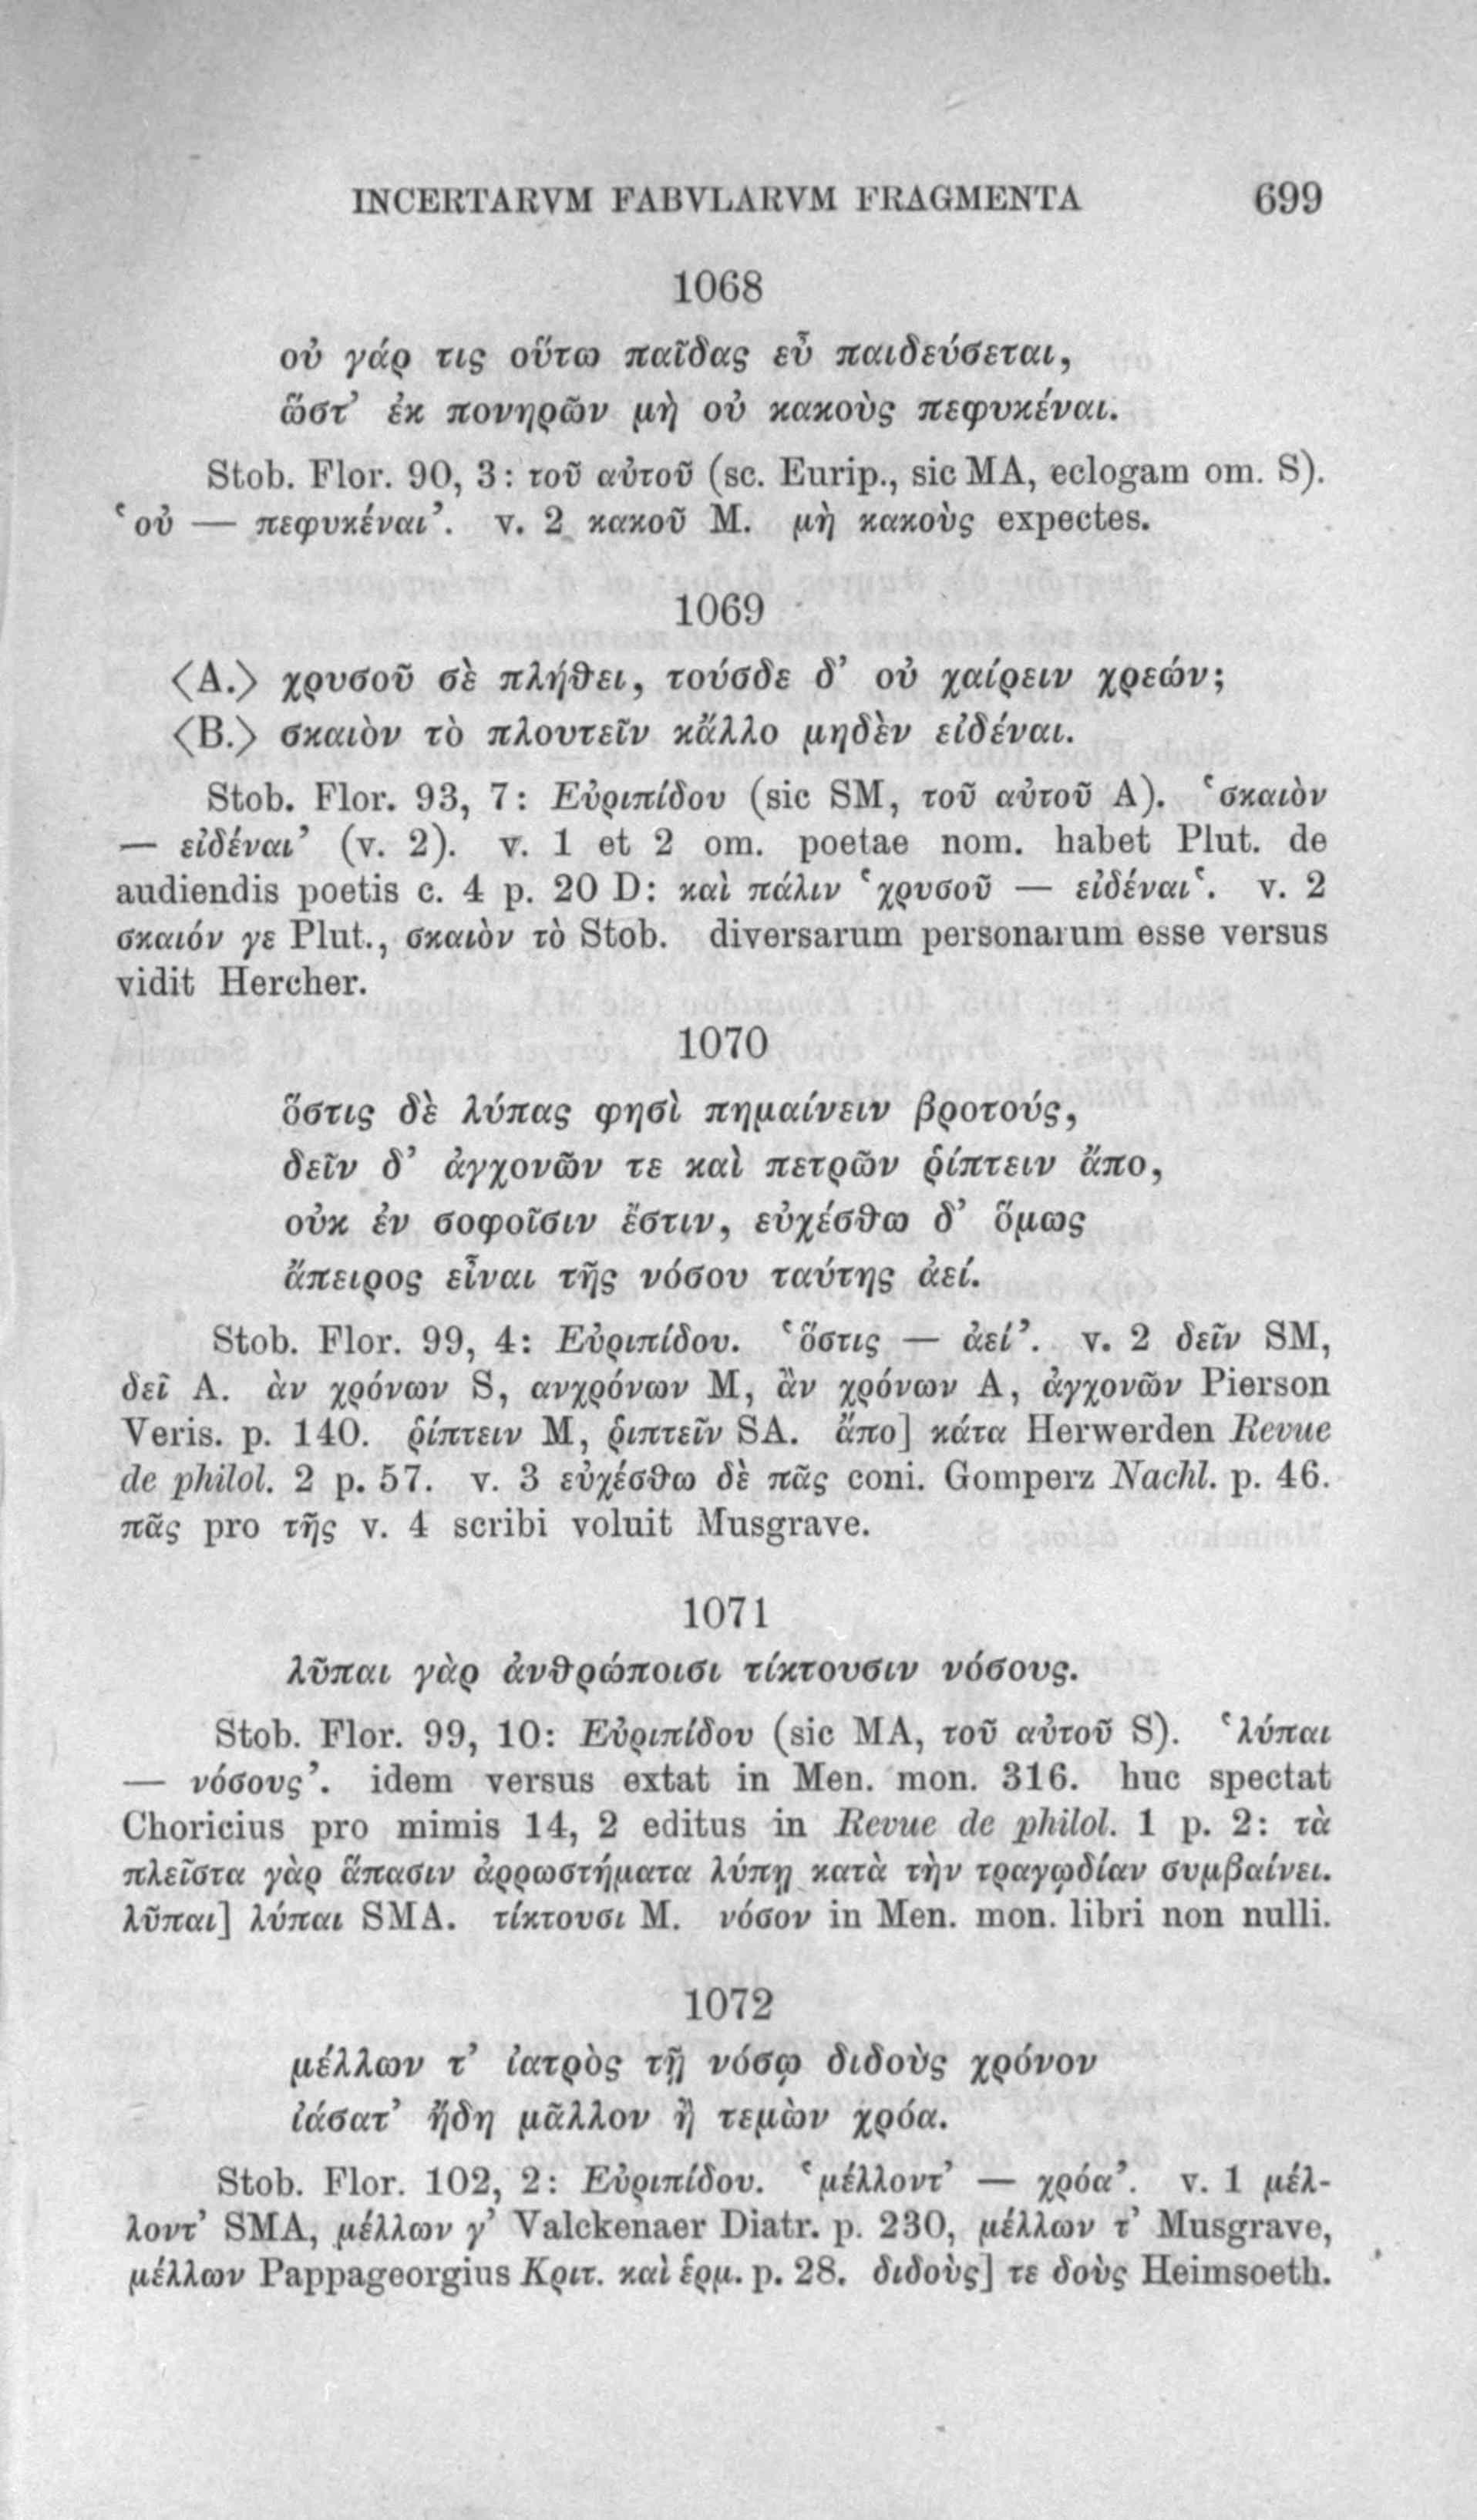 INCERTARVM FABVLARVM FRAGMENTA 699
1068
οὐ γάρ τις οὕτω παῖδας εὖ παιδεύσεται,
ὥστ’ ἐκ πονηρῶν μὴ οὐ κακοὺς πεφυκέναι.
Stob. Flor. 90, 3: τοῦ αὐτοῦ (sc. Eurip., sic MA, eclogam om. S).
‘οὐ — πεφυκέναι’. v. 2 κακοῦ M. μὴ κακοὺς expectes.
1069
⟨A.⟩ χρυσοῦ σὲ πλήθει, τούσδε δ’ οὐ χαίρειν χρεών;
⟨B.⟩ σκαιὸν τὸ πλουτεῖν κἄλλο μηδὲν εἰδέναι.
Stob. Flor. 93, 7: Εὐριπίδου (sic SM, τοῦ αὐτοῦ A). ‘σκαιὸν
— εἰδέναι’ (v. 2). v. 1 et 2 om. poetae nom. habet Plut. de
audiendis poetis c. 4 p. 20 D: καὶ πάλιν ‘χρυσοῦ — εἰδέναι‘. v. 2
σκαιόν γε Plut., σκαιὸν τὸ Stob. diversarum personarum esse versus
vidit Hercher.
1070
ὅστις δὲ λύπας φησὶ πημαίνειν βροτούς,
δεῖν δ’ ἀγχονῶν τε καὶ πετρῶν ῥίπτειν ἄπο,
οὐκ ἐν σοφοῖσιν ἔστιν, εὐχέσθω δ’ ὅμως
ἄπειρος εἶναι τῆς νόσου ταύτης ἀεί.
Stob. Flor. 99, 4: Εὐριπίδου. ‘ὅστις — ἀεί’. v. 2 δεῖν SM,
δεῖ A. ἀν χρόνων S, ανχρόνων M, ἂν χρόνων A, ἀγχονῶν Pierson
Veris. p. 140. ῥίπτειν M, ῥιπτεῖν SA. ἄπο] κάτα Herwerden Revue
de philol. 2 p. 57. v. 3 εὐχέσθω δὲ πᾶς coni. Gomperz Nachl. p. 46.
πᾶς pro τῆς v. 4 scribi voluit Musgrave.
1071
λῦπαι γὰρ ἀνθρώποισι τίκτουσιν νόσους.
Stob. Flor. 99, 10: Εὐριπίδου (sic MA, τοῦ αὐτοῦ S). ‘λύπαι
— νόσους’. idem versus extat in Men. mon. 316. huc spectat
Choricius pro mimis 14, 2 editus in Revue de philol. 1 p. 2: τὰ
πλεῖστα γὰρ ἅπασιν ἀρρωστήματα λύπῃ κατὰ τὴν τραγῳδίαν συμβαίνει.
λῦπαι] λύπαι SMA. τίκτουσι M. νόσον in Men. mon. libri non nulli.
1072
μέλλων τ’ ἰατρὸς τῇ νόσῳ διδοὺς χρόνον
ἰάσατ’ ἤδη μᾶλλον ἢ τεμὼν χρόα.
Stob. Flor. 102, 2: Εὐριπίδου. ‘μέλλοντ’ — χρόα’. v. 1 μέλ-
λοντ’ SMA, μέλλων γ’ Valckenaer Diatr. p. 230, μέλλων τ’ Musgrave,
μέλλων Pappageorgius Κριτ. καὶ ἑρμ. p. 28. διδοὺς] τε δοὺς Heimsoeth.